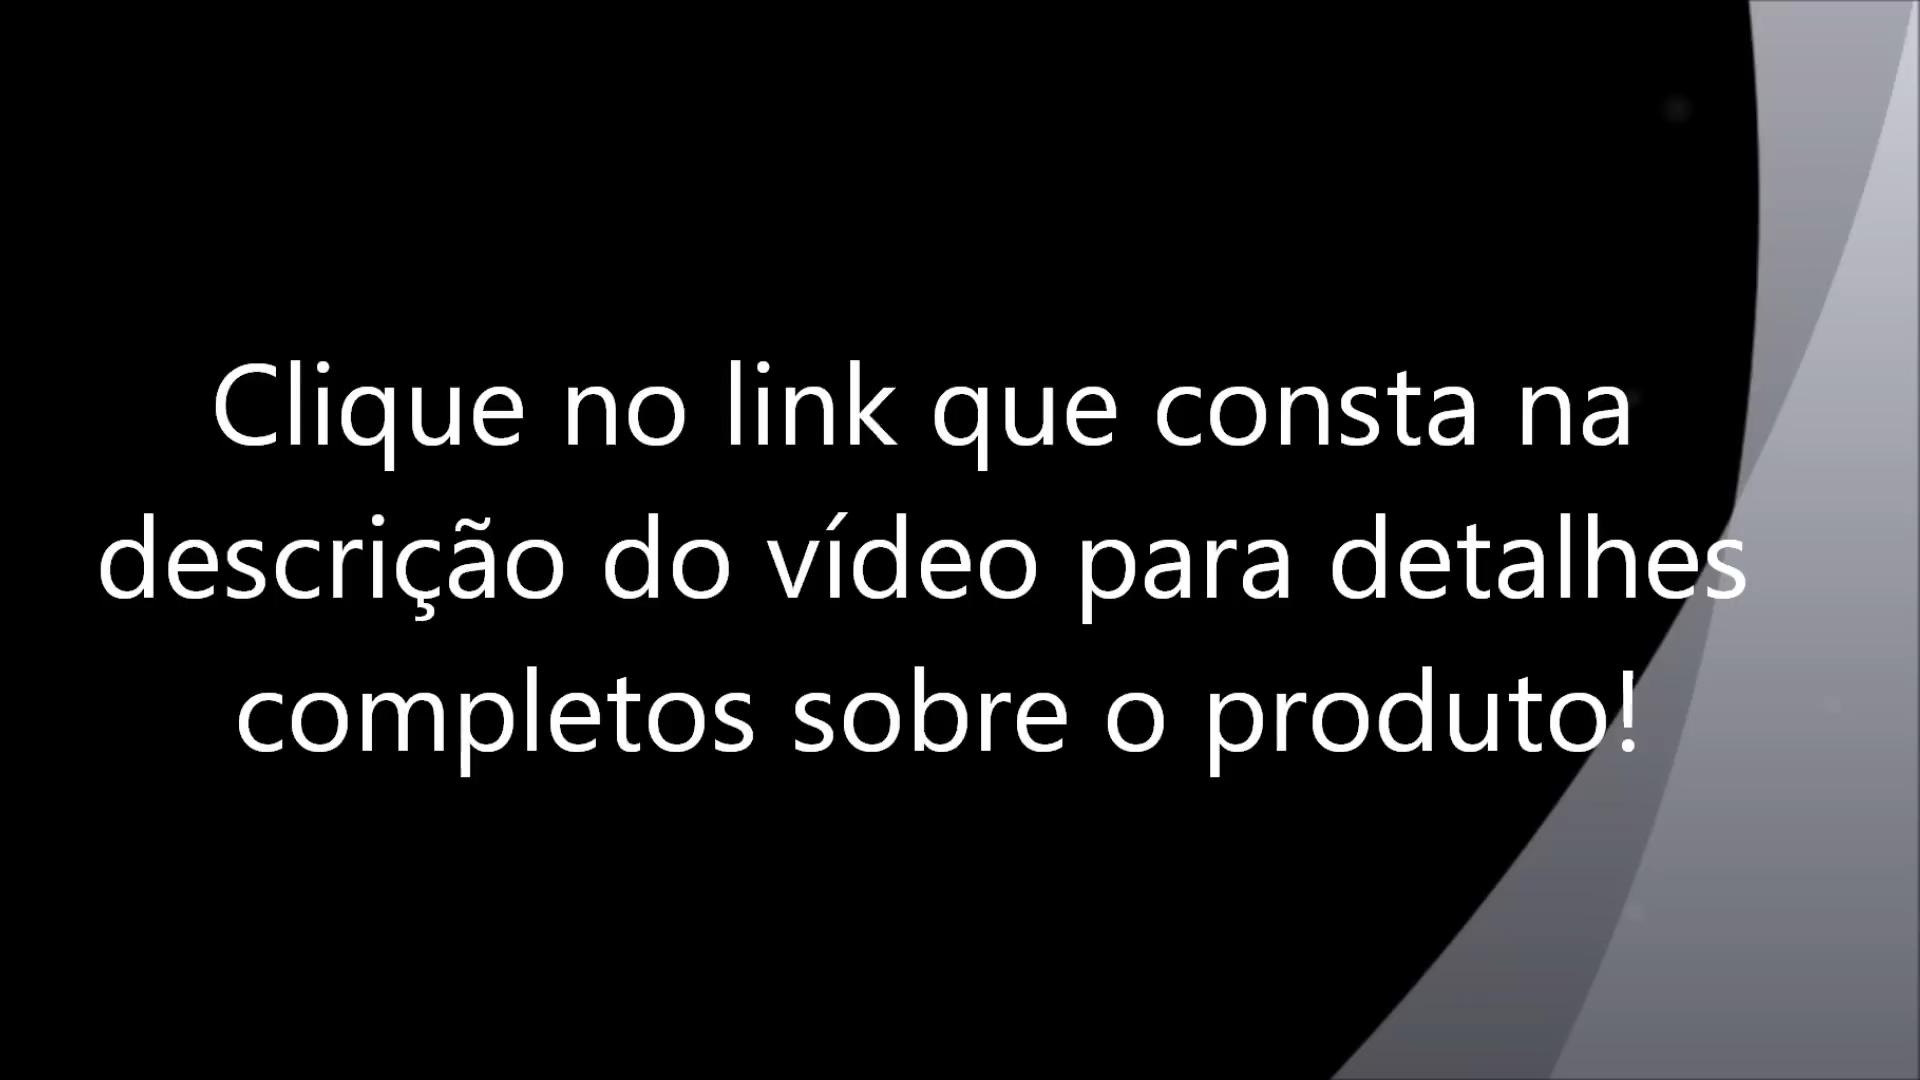 Clique no link que consta na
descrição do vídeo para detalhes
completos sobre o produto!